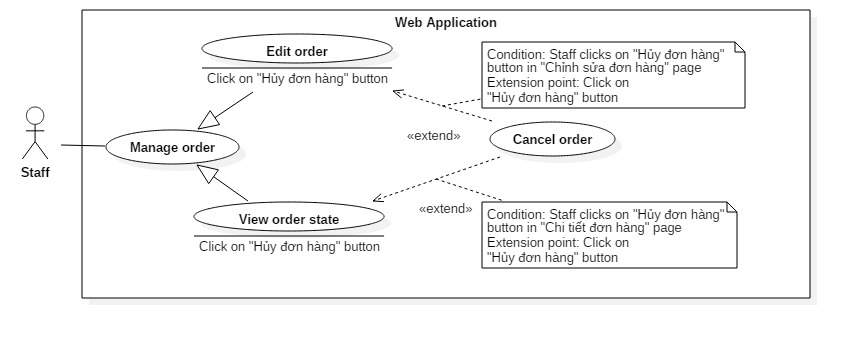 Web Application
Edit order
Click on "Hủy đơn hàng" button
Condition: Staff clicks on "Hủy đơn hàng"
button in "Chỉnh sửa đơn hàng" page
Extension point: Click on
"Hủy đơn hàng" button
«extend»
Cancel order
Manage order
Staff
View order state
Click on "Hủy đơn hàng" button
«extend»
Condition: Staff clicks on "Hủy đơn hàng"
button in "Chi tiết đơn hàng" page
Extension point: Click on
"Hủy đơn hàng" button